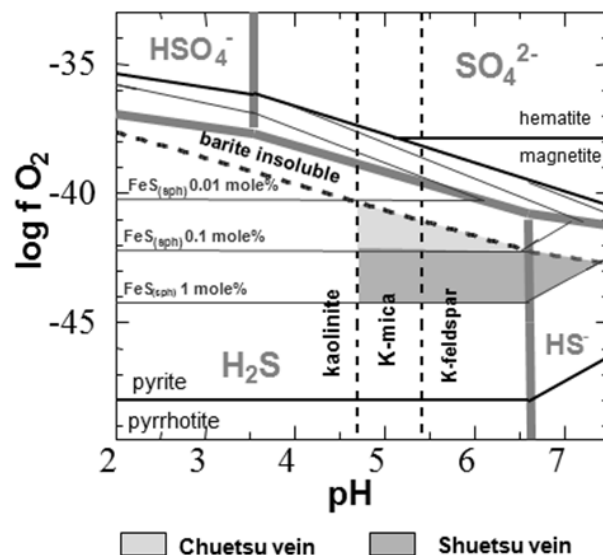 HSO₄⁻
SO₄²⁻
-35
hematite
magnetite
barite insoluble
FeS(sph) 0.01 mole%
-40
log f O₂
FeS(sph) 0.1 mole%
FeS(sph) 1 mole%
kaolinite
K-mica
K-feldspar
-45
H₂S
HS⁻
pyrite
pyrrhotite
2 3 4 5 6 7
pH
Chuetsu vein
Shuetsu vein